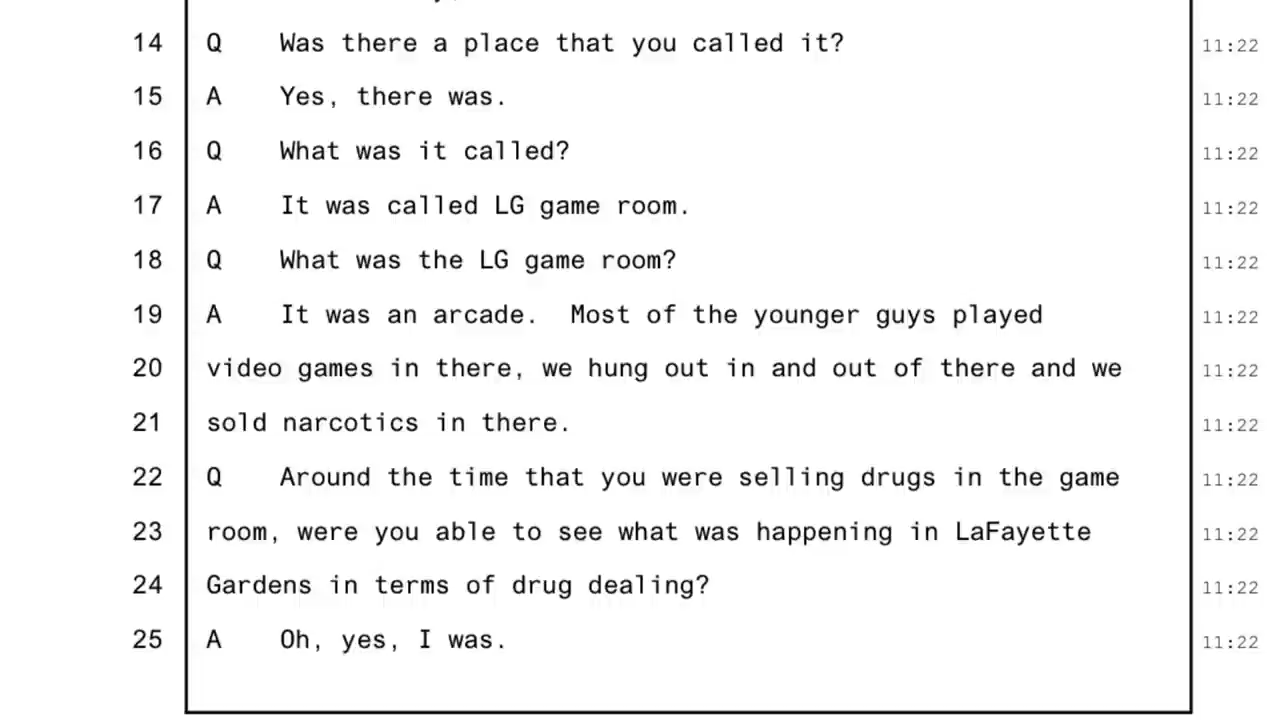 14 Q Was there a place that you called it? 11:22
15 A Yes, there was. 11:22
16 Q What was it called? 11:22
17 A It was called LG game room. 11:22
18 Q What was the LG game room? 11:22
19 A It was an arcade. Most of the younger guys played 11:22
20 video games in there, we hung out in and out of there and we 11:22
21 sold narcotics in there. 11:22
22 Q Around the time that you were selling drugs in the game 11:22
23 room, were you able to see what was happening in LaFayette 11:22
24 Gardens in terms of drug dealing? 11:22
25 A Oh, yes, I was. 11:22